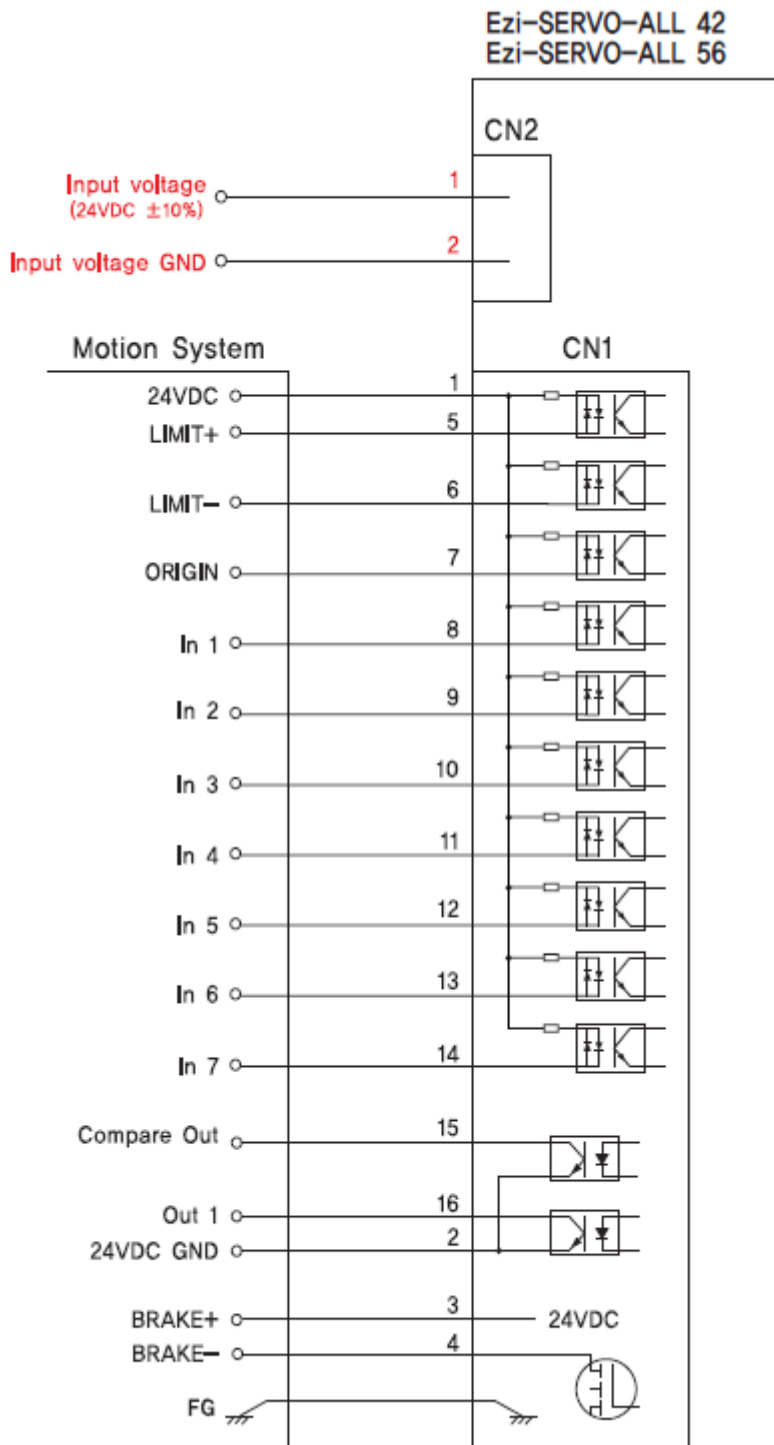 Ezi-SERVO-ALL 42
Ezi-SERVO-ALL 56
CN2
Input voltage
(24VDC ±10%)
1
Input voltage GND
2
Motion System
CN1
24VDC
1
LIMIT+
5
LIMIT-
6
ORIGIN
7
In 1
8
In 2
9
In 3
10
In 4
11
In 5
12
In 6
13
In 7
14
Compare Out
15
Out 1
16
24VDC GND
2
BRAKE+
3
24VDC
BRAKE-
4
FG